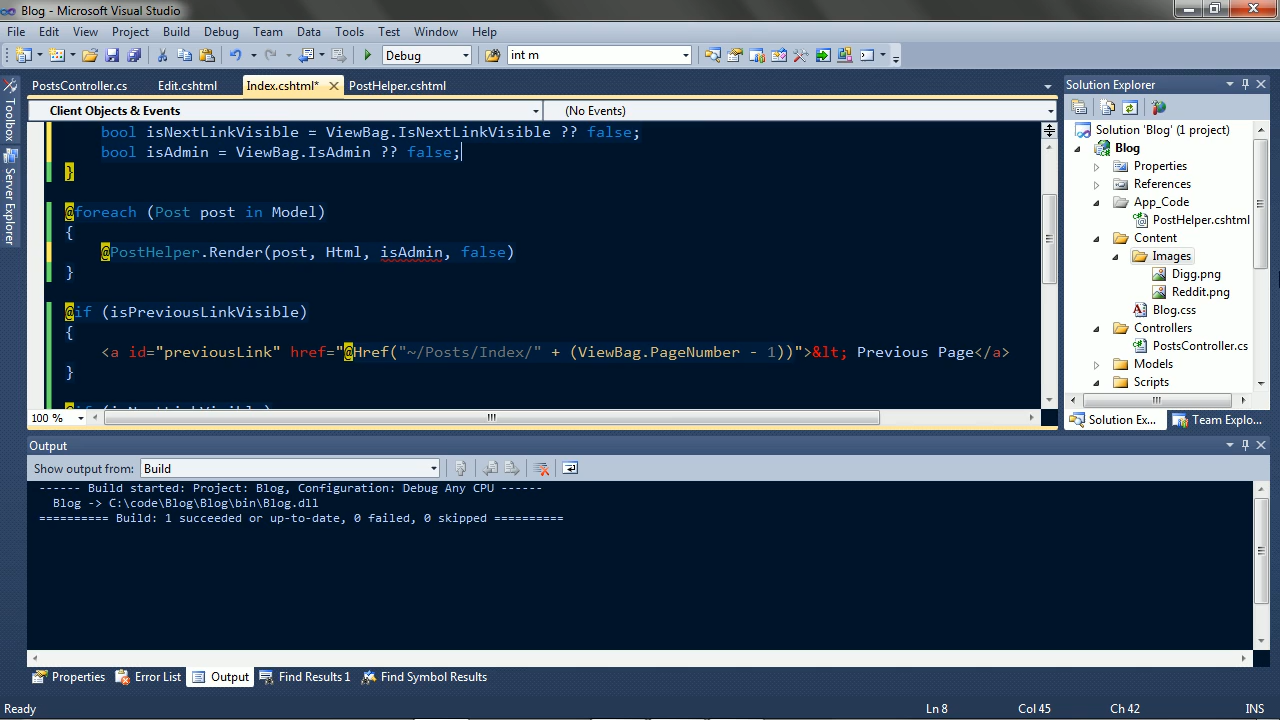 Blog - Microsoft Visual Studio
File Edit View Project Build Debug Team Data Tools Test Window Help
Debug int m
PostsController.cs Edit.cshtml Index.cshtml* PostHelper.cshtml
Client Objects & Events (No Events)
Toolbox
Server Explorer
bool isNextLinkVisible = ViewBag.IsNextLinkVisible ?? false;
bool isAdmin = ViewBag.IsAdmin ?? false;
}
@foreach (Post post in Model)
{
@PostHelper.Render(post, Html, isAdmin, false)
}
@if (isPreviousLinkVisible)
{
<a id="previousLink" href="@Href("~/Posts/Index/" + (ViewBag.PageNumber - 1))">&lt; Previous Page</a>
}
100 %
Solution Explorer
Solution 'Blog' (1 project)
Blog
Properties
References
App_Code
PostHelper.cshtml
Content
Images
Digg.png
Reddit.png
Blog.css
Controllers
PostsController.cs
Models
Scripts
Solution Ex... Team Explo...
Output
Show output from: Build
------ Build started: Project: Blog, Configuration: Debug Any CPU ------
Blog -> C:\code\Blog\Blog\bin\Blog.dll
========== Build: 1 succeeded or up-to-date, 0 failed, 0 skipped ==========
Properties Error List Output Find Results 1 Find Symbol Results
Ready Ln 8 Col 45 Ch 42 INS